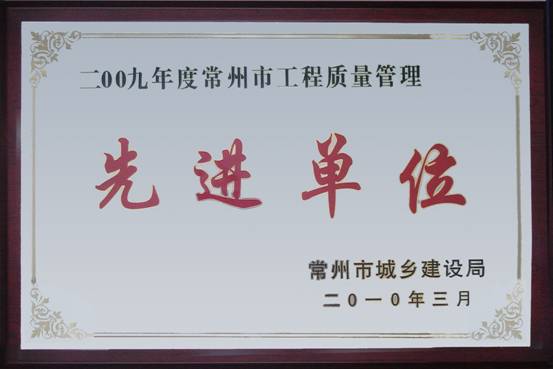 二00九年度常州市工程质量管理
先进单位
常州市城乡建设局
二0一0年三月